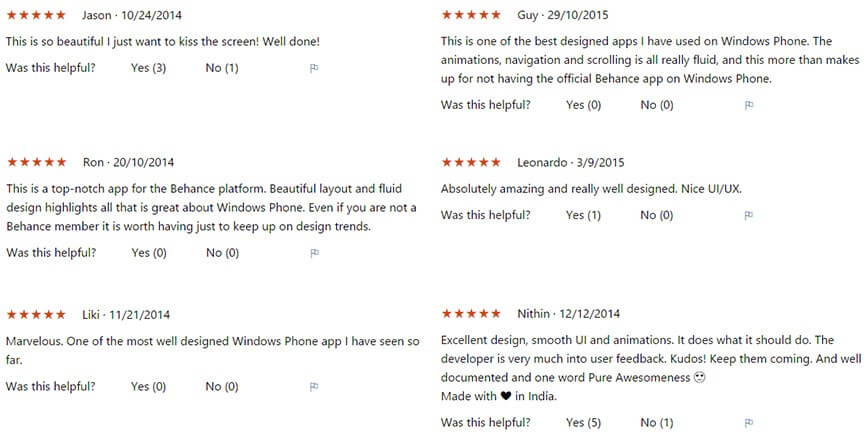 ★★★★★ Jason · 10/24/2014
This is so beautiful I just want to kiss the screen! Well done!
Was this helpful? Yes (3) No (1)
★★★★★ Ron · 20/10/2014
This is a top-notch app for the Behance platform. Beautiful layout and fluid
design highlights all that is great about Windows Phone. Even if you are not a
Behance member it is worth having just to keep up on design trends.
Was this helpful? Yes (0) No (0)
★★★★★ Liki · 11/21/2014
Marvelous. One of the most well designed Windows Phone app I have seen so
far.
Was this helpful? Yes (0) No (0)
★★★★★ Guy · 29/10/2015
This is one of the best designed apps I have used on Windows Phone. The
animations, navigation and scrolling is all really fluid, and this more than makes
up for not having the official Behance app on Windows Phone.
Was this helpful? Yes (0) No (0)
★★★★★ Leonardo · 3/9/2015
Absolutely amazing and really well designed. Nice UI/UX.
Was this helpful? Yes (1) No (0)
★★★★★ Nithin · 12/12/2014
Excellent design, smooth UI and animations. It does what it should do. The
developer is very much into user feedback. Kudos! Keep them coming. And well
documented and one word Pure Awesomeness 😍
Made with ❤ in India.
Was this helpful? Yes (5) No (1)